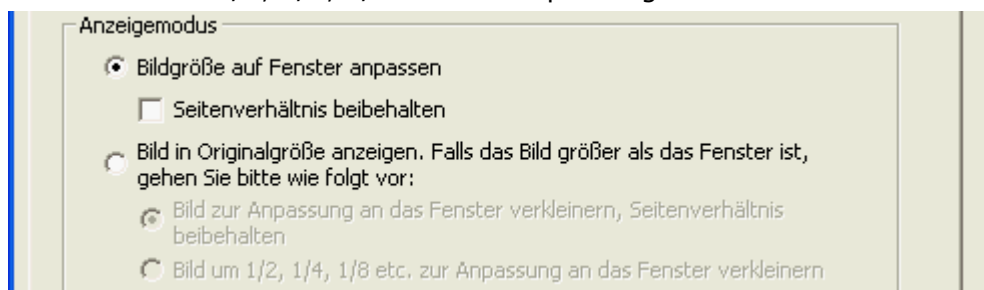 Anzeigemodus
Bildgröße auf Fenster anpassen
Seitenverhältnis beibehalten
Bild in Originalgröße anzeigen. Falls das Bild größer als das Fenster ist,
gehen Sie bitte wie folgt vor:
Bild zur Anpassung an das Fenster verkleinern, Seitenverhältnis
beibehalten
Bild um 1/2, 1/4, 1/8 etc. zur Anpassung an das Fenster verkleinern